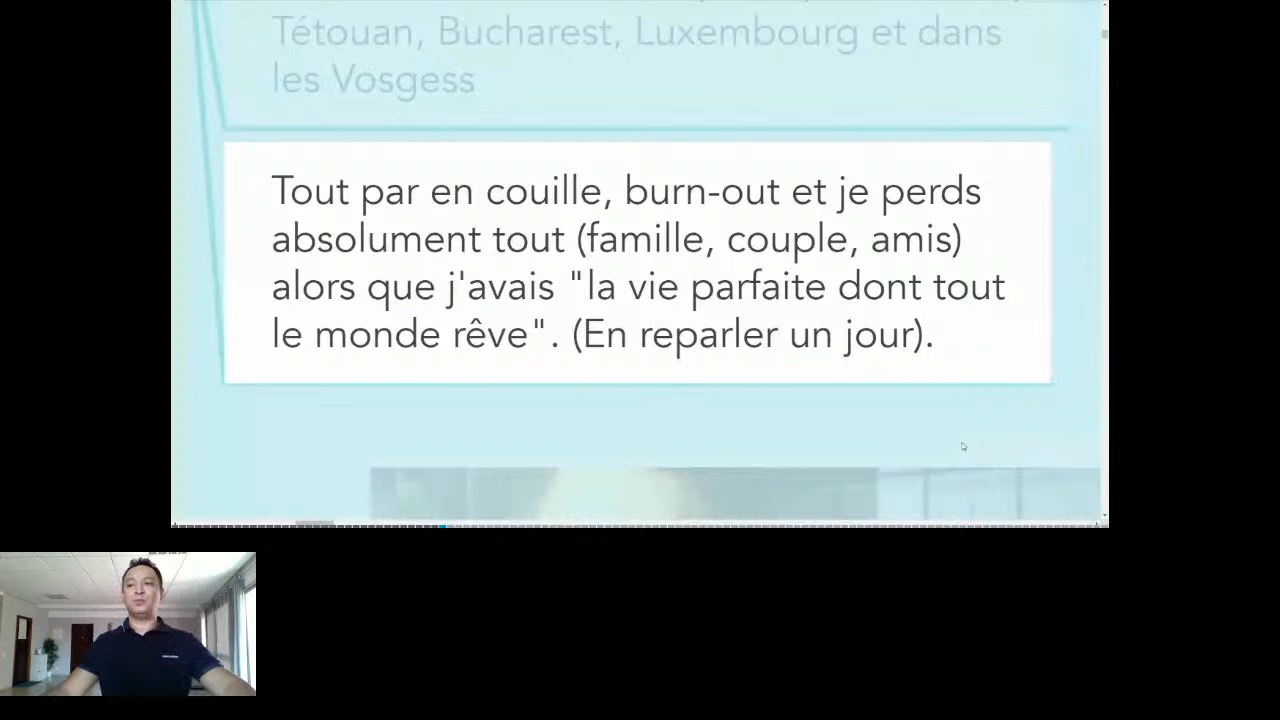 Tétouan, Bucharest, Luxembourg et dans
les Vosgess
Tout par en couille, burn-out et je perds
absolument tout (famille, couple, amis)
alors que j'avais "la vie parfaite dont tout
le monde rêve". (En reparler un jour).